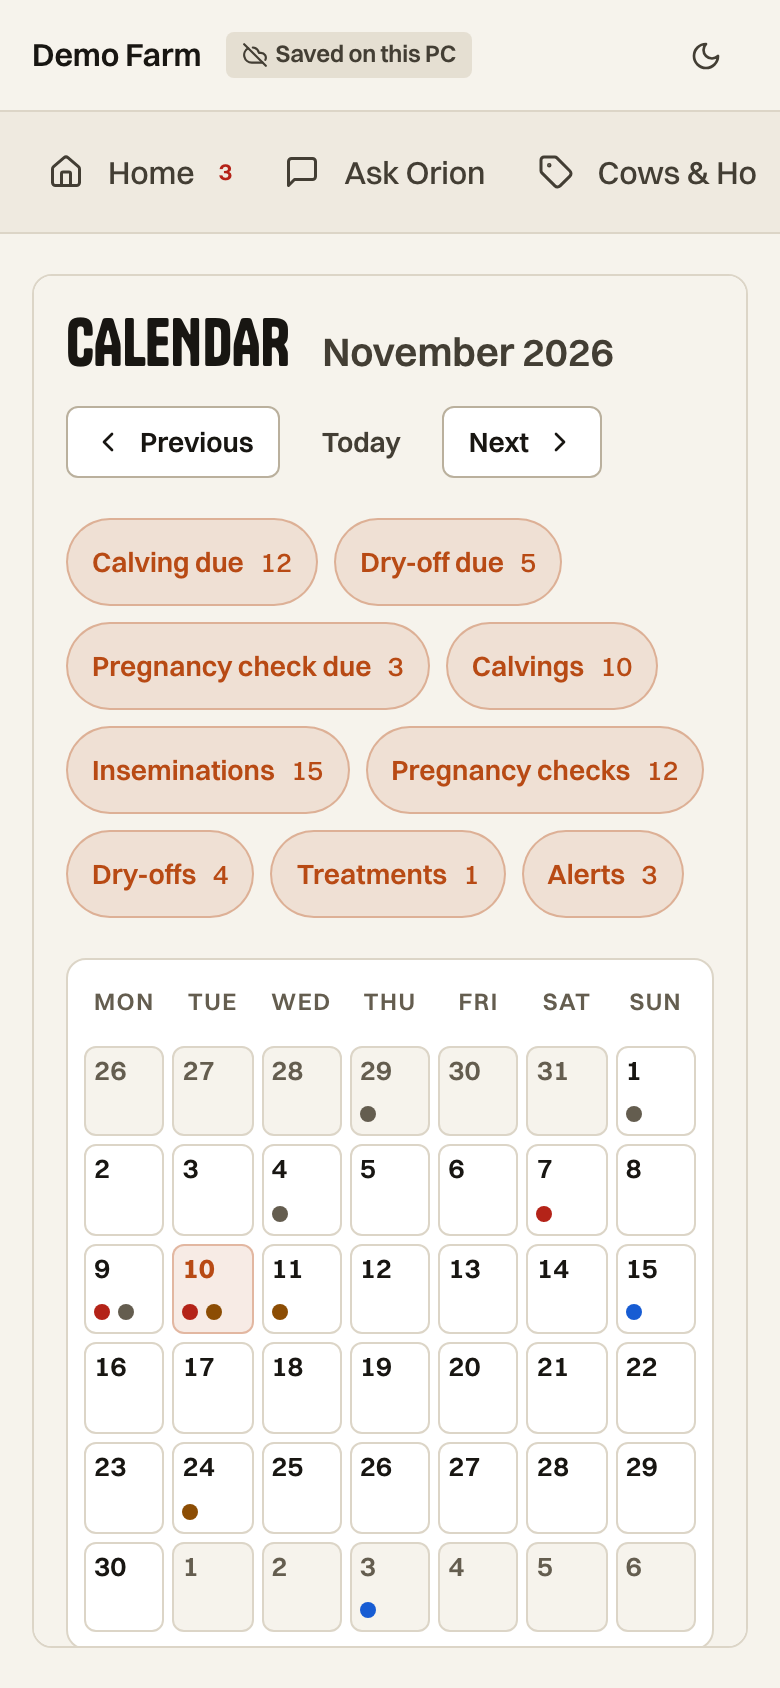 Demo Farm Saved on this PC
Home 3 Ask Orion Cows & Ho
CALENDAR November 2026
Previous Today Next
Calving due 12 Dry-off due 5
Pregnancy check due 3 Calvings 10
Inseminations 15 Pregnancy checks 12
Dry-offs 4 Treatments 1 Alerts 3
MON TUE WED THU FRI SAT SUN
26 27 28 29 30 31 1
2 3 4 5 6 7 8
9 10 11 12 13 14 15
16 17 18 19 20 21 22
23 24 25 26 27 28 29
30 1 2 3 4 5 6